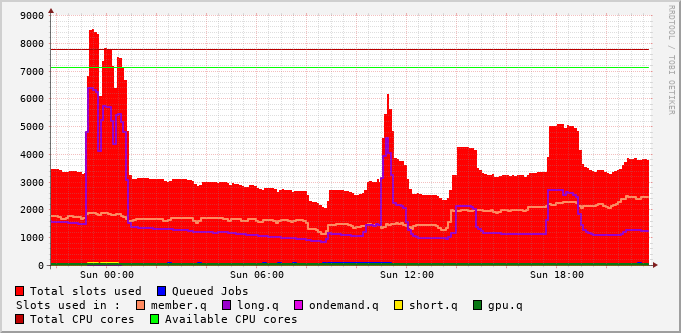 9000
8000
7000
6000
5000
4000
3000
2000
1000
0
Sun 00:00 Sun 06:00 Sun 12:00 Sun 18:00
RRDTOOL / TOBI OETIKER
Total slots used Queued Jobs
Slots used in : member.q long.q ondemand.q short.q gpu.q
Total CPU cores Available CPU cores